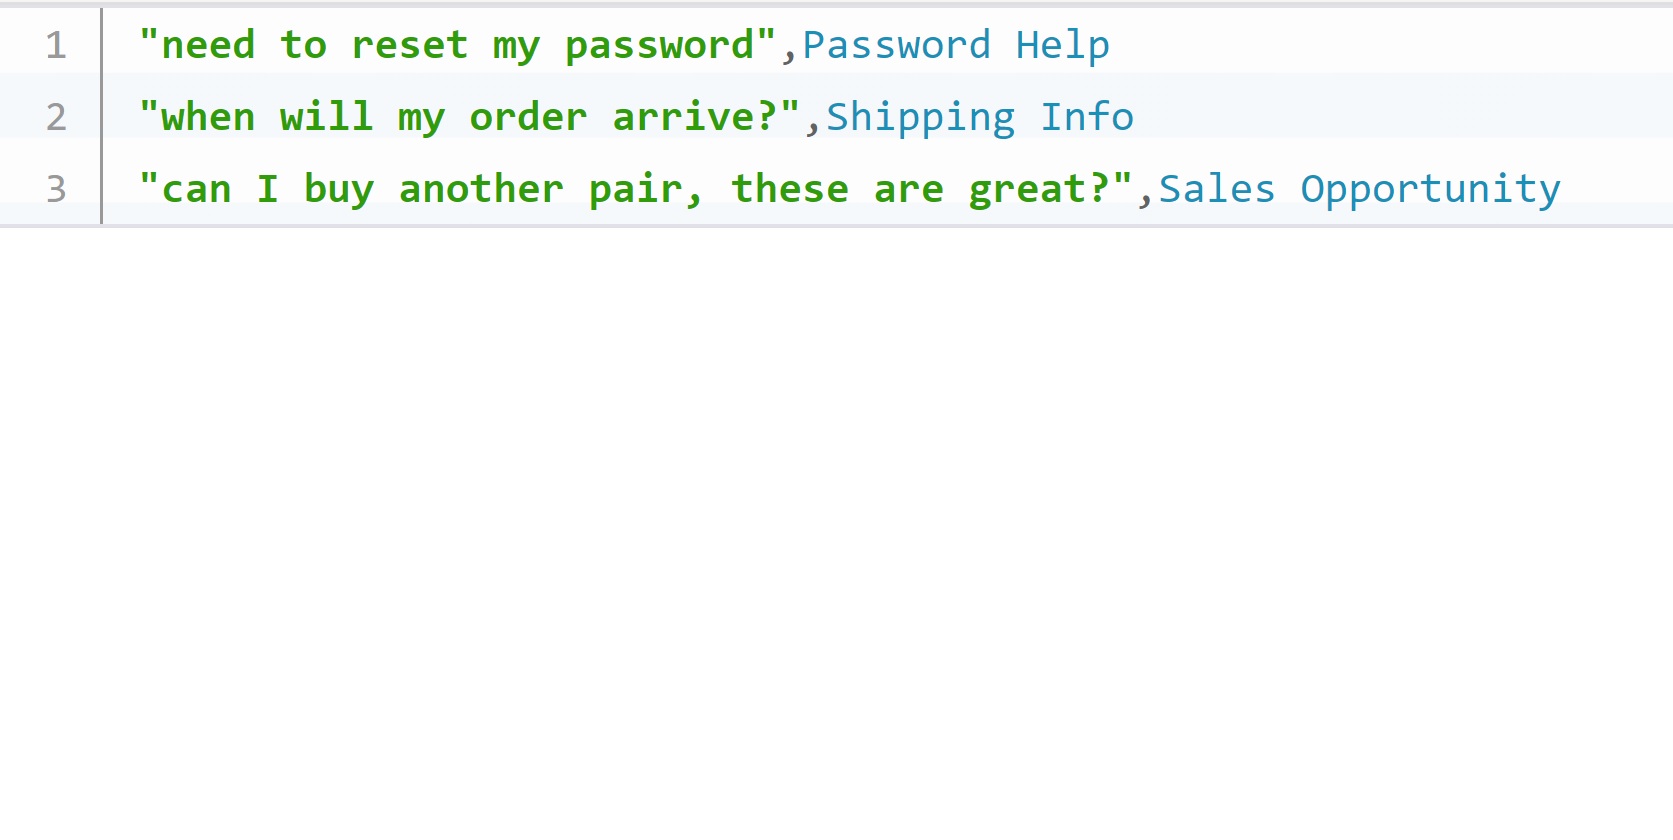 1 "need to reset my password",Password Help
2 "when will my order arrive?",Shipping Info
3 "can I buy another pair, these are great?",Sales Opportunity